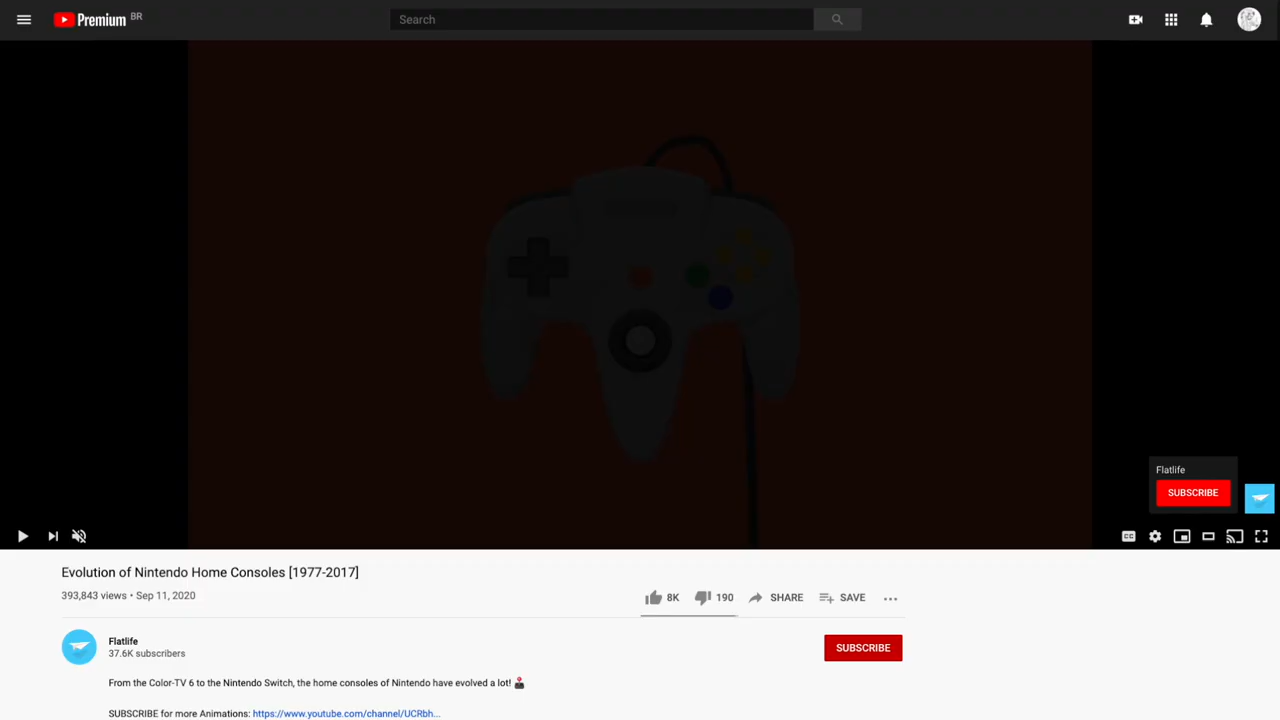 Premium BR
Search
Flatlife
SUBSCRIBE
CC
Evolution of Nintendo Home Consoles [1977-2017]
393,843 views • Sep 11, 2020
8K
190
SHARE
SAVE
Flatlife
37.6K subscribers
SUBSCRIBE
From the Color-TV 6 to the Nintendo Switch, the home consoles of Nintendo have evolved a lot! 🕹️
SUBSCRIBE for more Animations: https://www.youtube.com/channel/UCRbh...